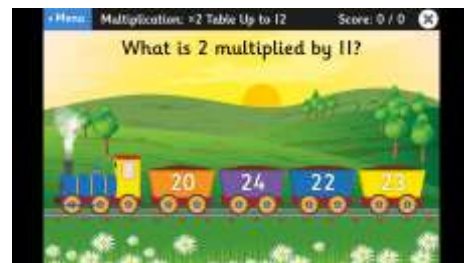 ‹ Menu Multiplication: ×2 Table Up to 12 Score: 0 / 0
What is 2 multiplied by 11?
20 24 22 23